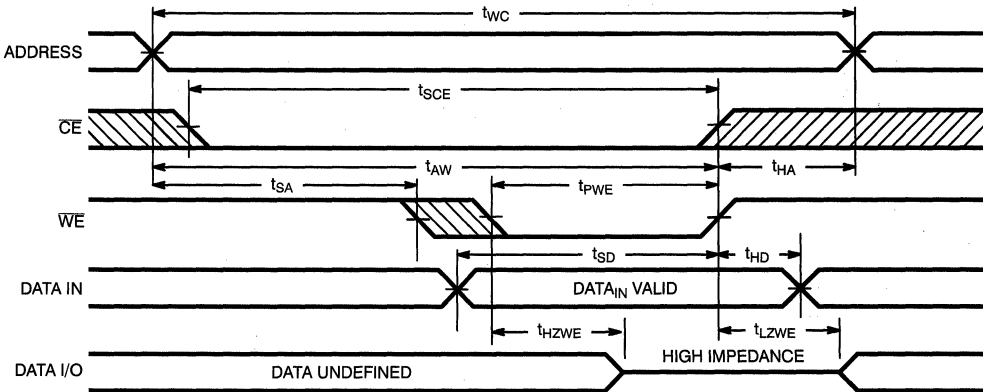 tWC
ADDRESS
tSCE
CE
tAW
tHA
tSA
tPWE
WE
tSD
tHD
DATA IN
DATAIN VALID
tHZWE
tLZWE
HIGH IMPEDANCE
DATA I/O
DATA UNDEFINED